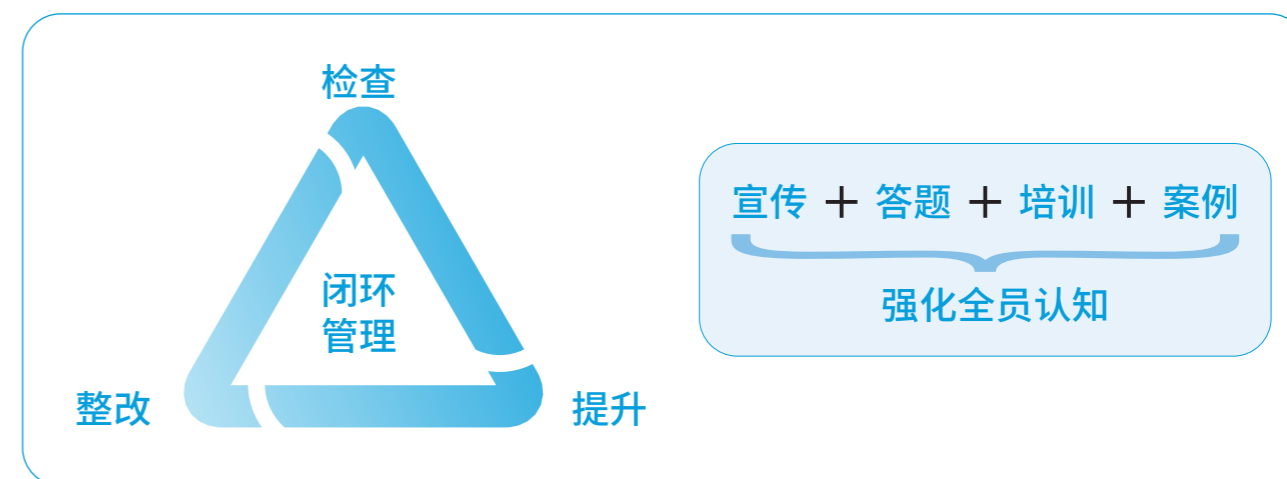 检查
闭环
管理
整改
提升
宣传 + 答题 + 培训 + 案例
强化全员认知